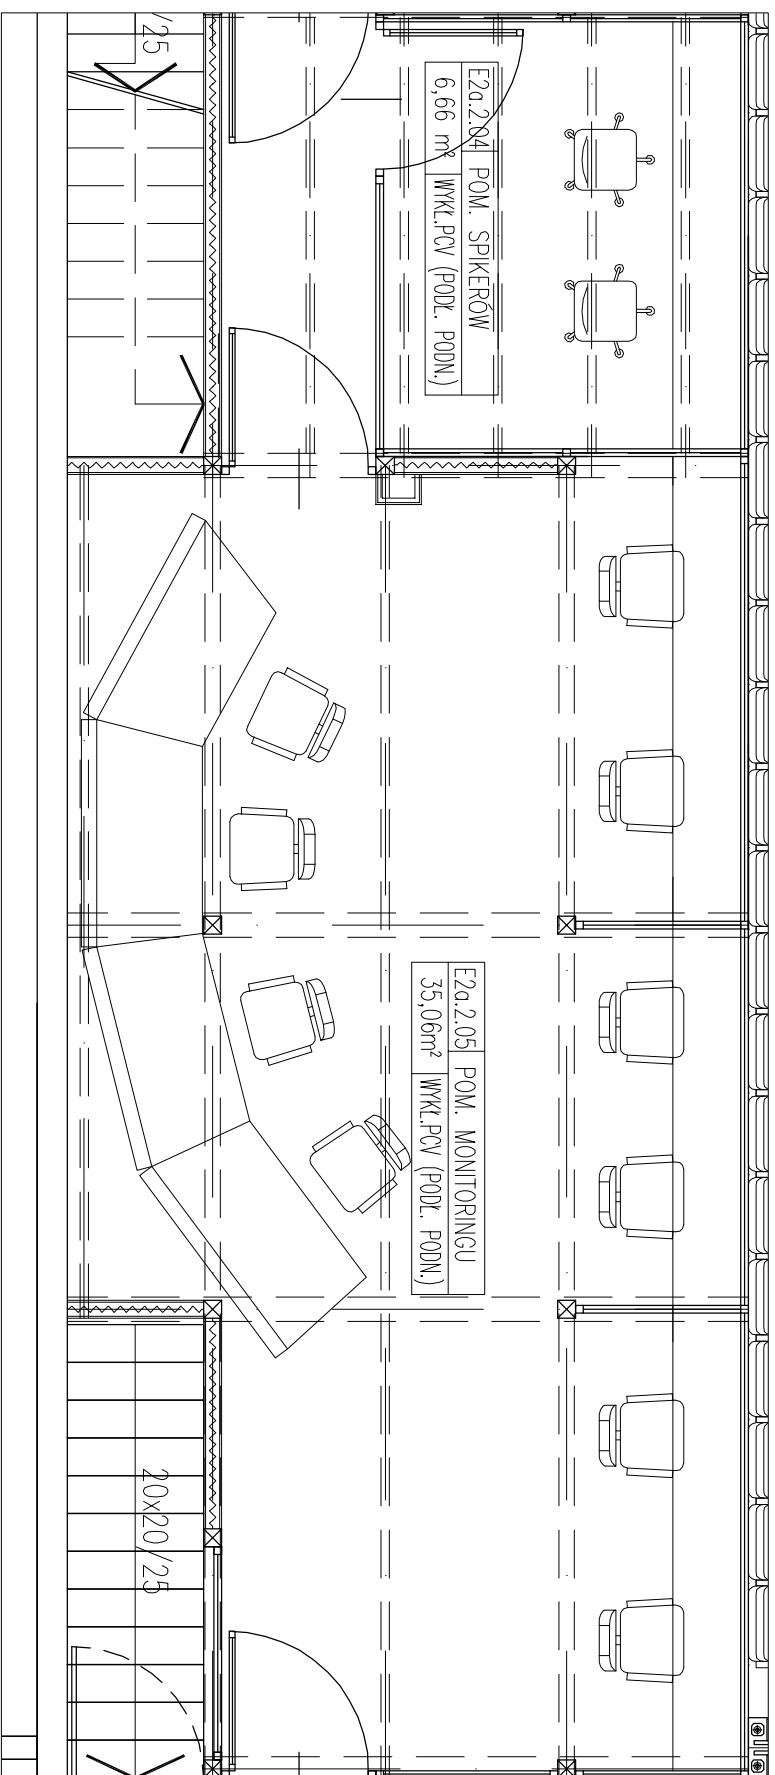 /25
E2a.2.04 POM. SPIKERÓW
6,66 m² WYKŁ.PCV (PODŁ. PODN.)
E2a.2.05 POM. MONITORINGU
35,06m² WYKŁ.PCV (PODŁ. PODN.)
20x20/25